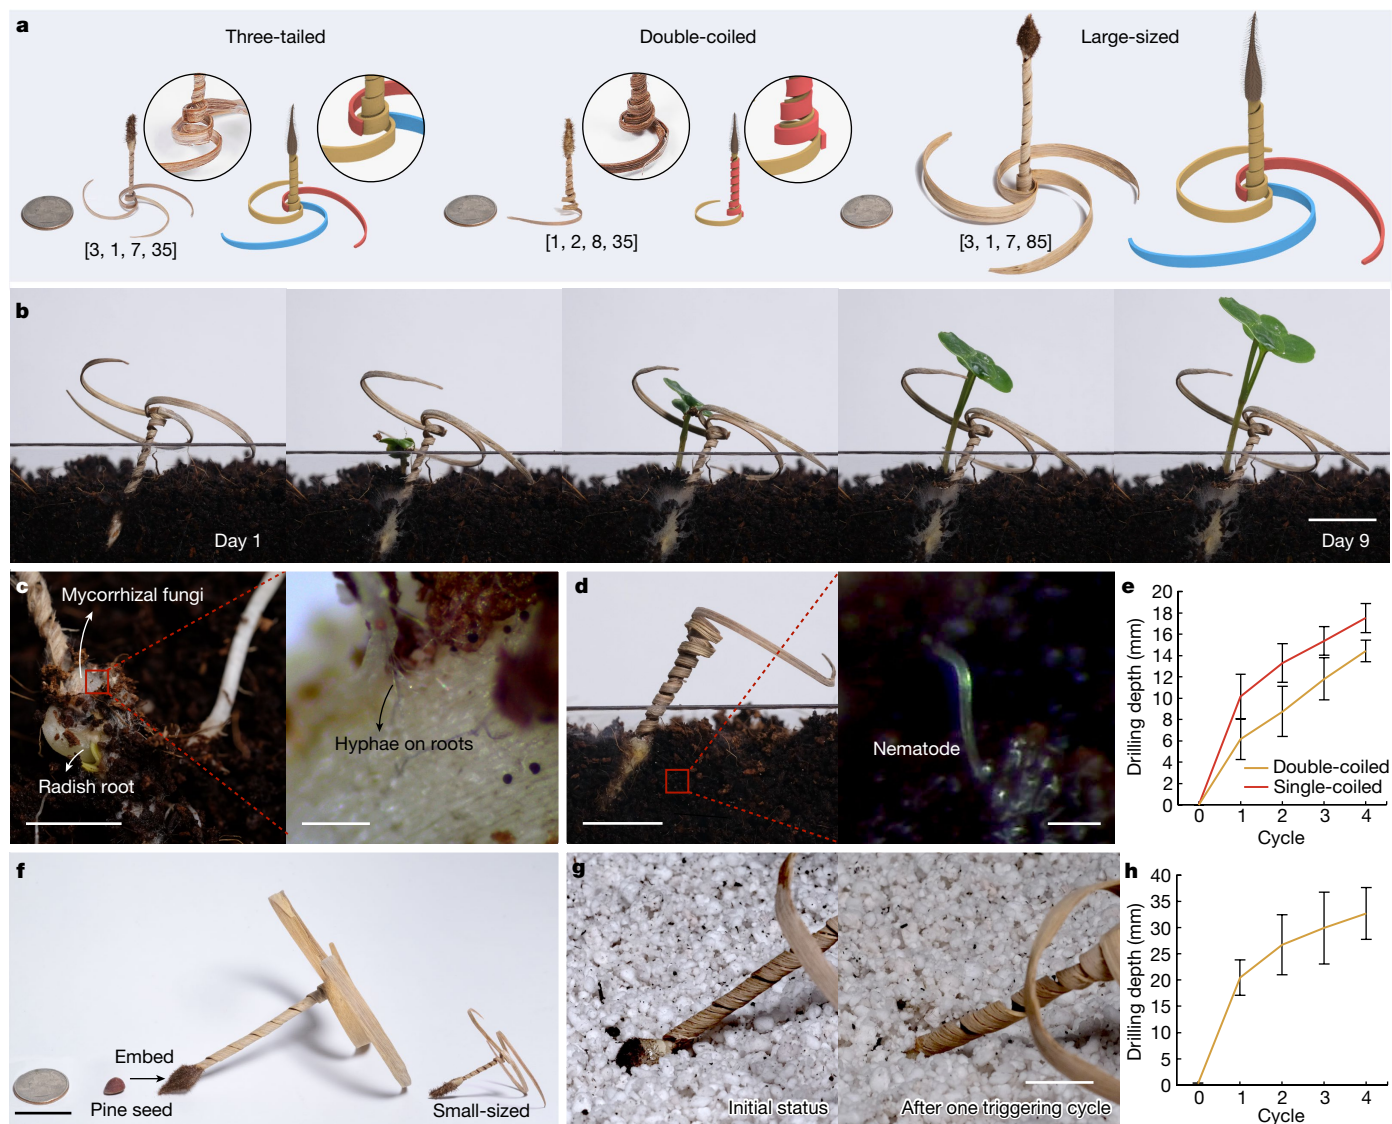 a
Three-tailed
Double-coiled
Large-sized
[3, 1, 7, 35]
[1, 2, 8, 35]
[3, 1, 7, 85]
b
Day 1
Day 9
c
Mycorrhizal fungi
Radish root
Hyphae on roots
d
Nematode
e
Drilling depth (mm)
20
18
16
14
12
10
8
6
4
2
0
Double-coiled
Single-coiled
0 1 2 3 4
Cycle
f
Embed
Pine seed
Small-sized
g
Initial status
After one triggering cycle
h
Drilling depth (mm)
40
35
30
25
20
15
10
5
0
0 1 2 3 4
Cycle